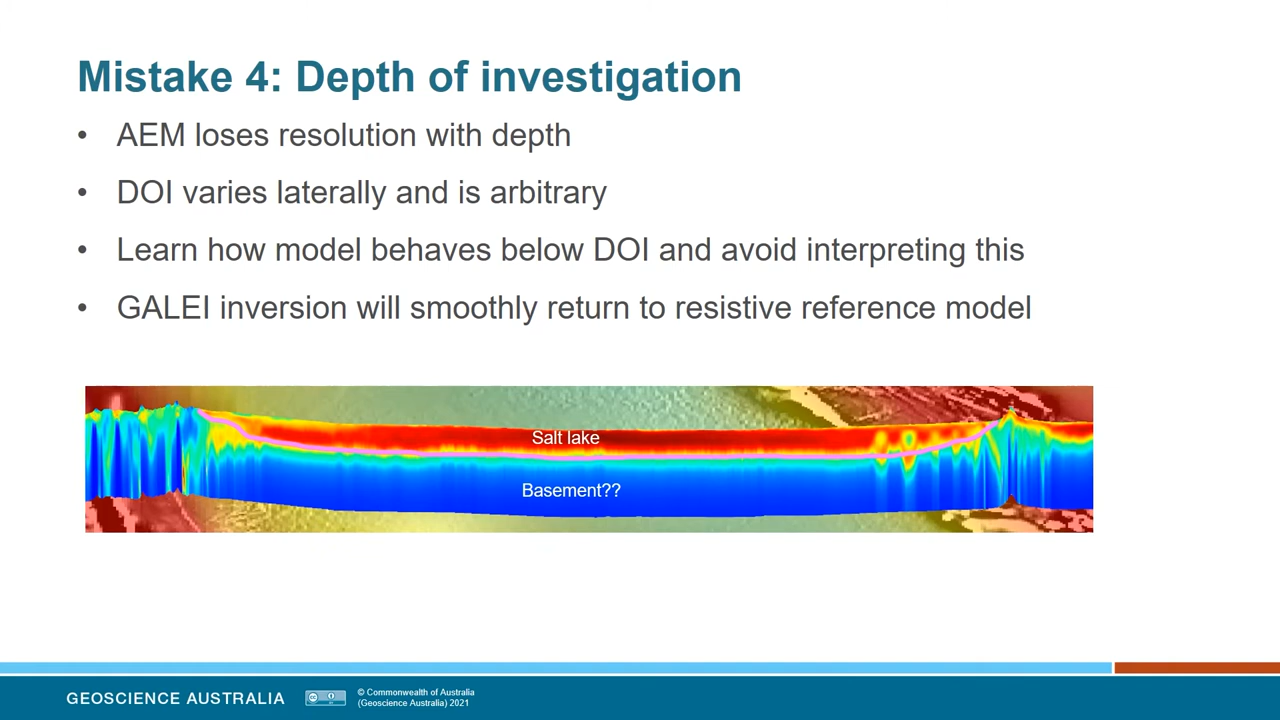 Mistake 4: Depth of investigation
• AEM loses resolution with depth
• DOI varies laterally and is arbitrary
• Learn how model behaves below DOI and avoid interpreting this
• GALEI inversion will smoothly return to resistive reference model
Salt lake
Basement??
GEOSCIENCE AUSTRALIA
© Commonwealth of Australia
(Geoscience Australia) 2021